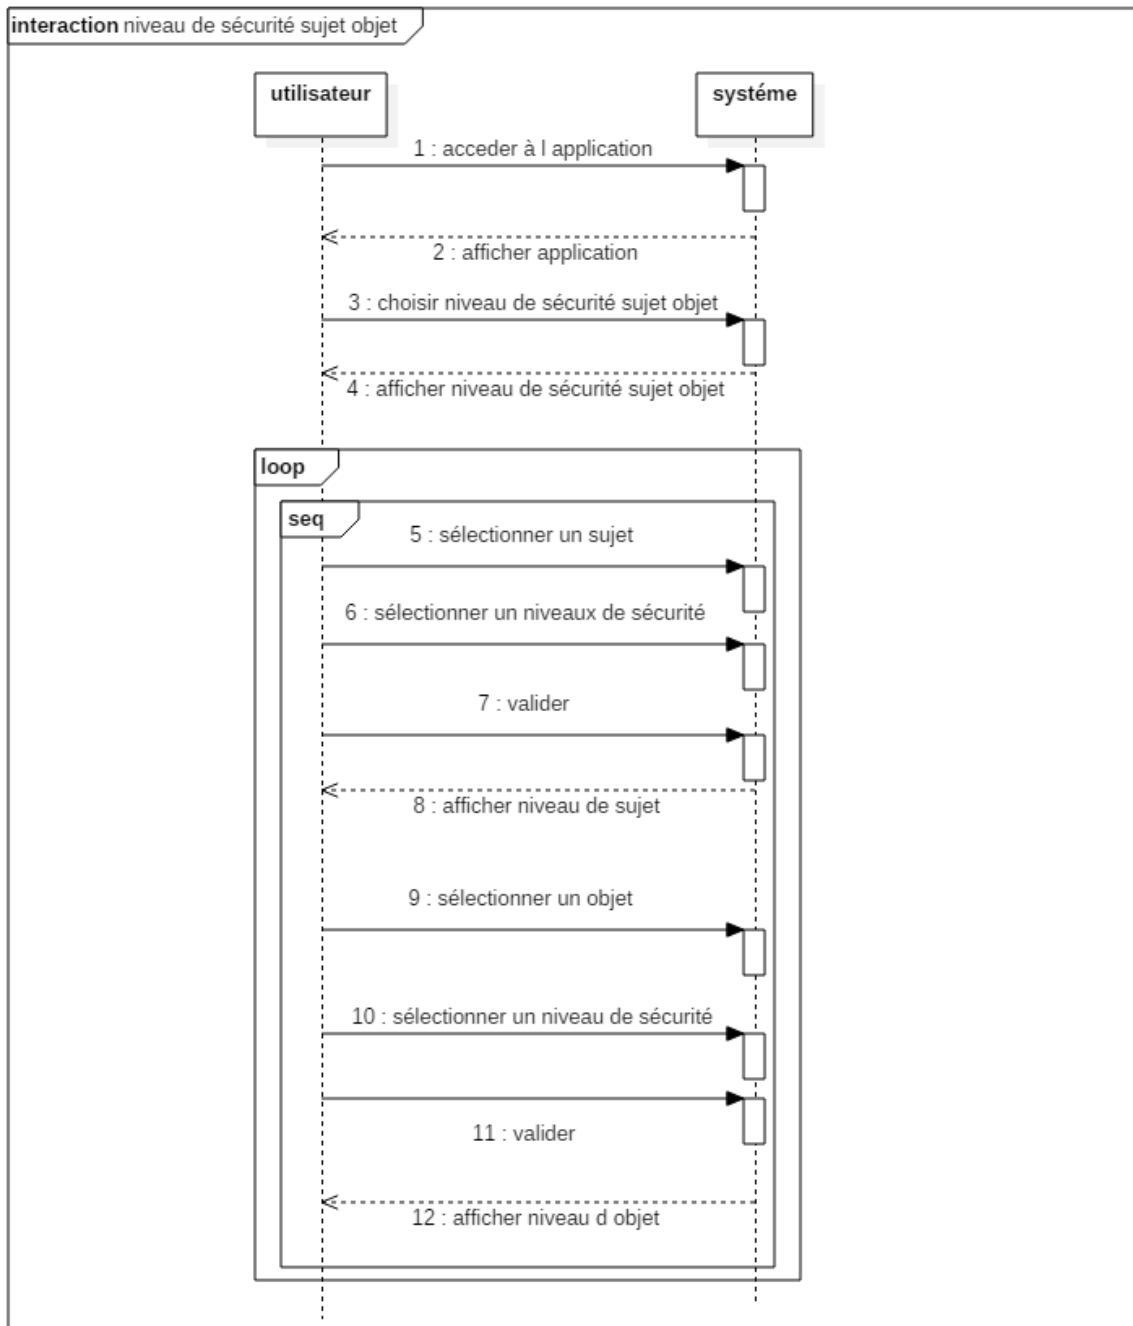 interaction niveau de sécurité sujet objet
utilisateur
systéme
1 : acceder à l application
2 : afficher application
3 : choisir niveau de sécurité sujet objet
4 : afficher niveau de sécurité sujet objet
loop
seq
5 : sélectionner un sujet
6 : sélectionner un niveaux de sécurité
7 : valider
8 : afficher niveau de sujet
9 : sélectionner un objet
10 : sélectionner un niveau de sécurité
11 : valider
12 : afficher niveau d objet